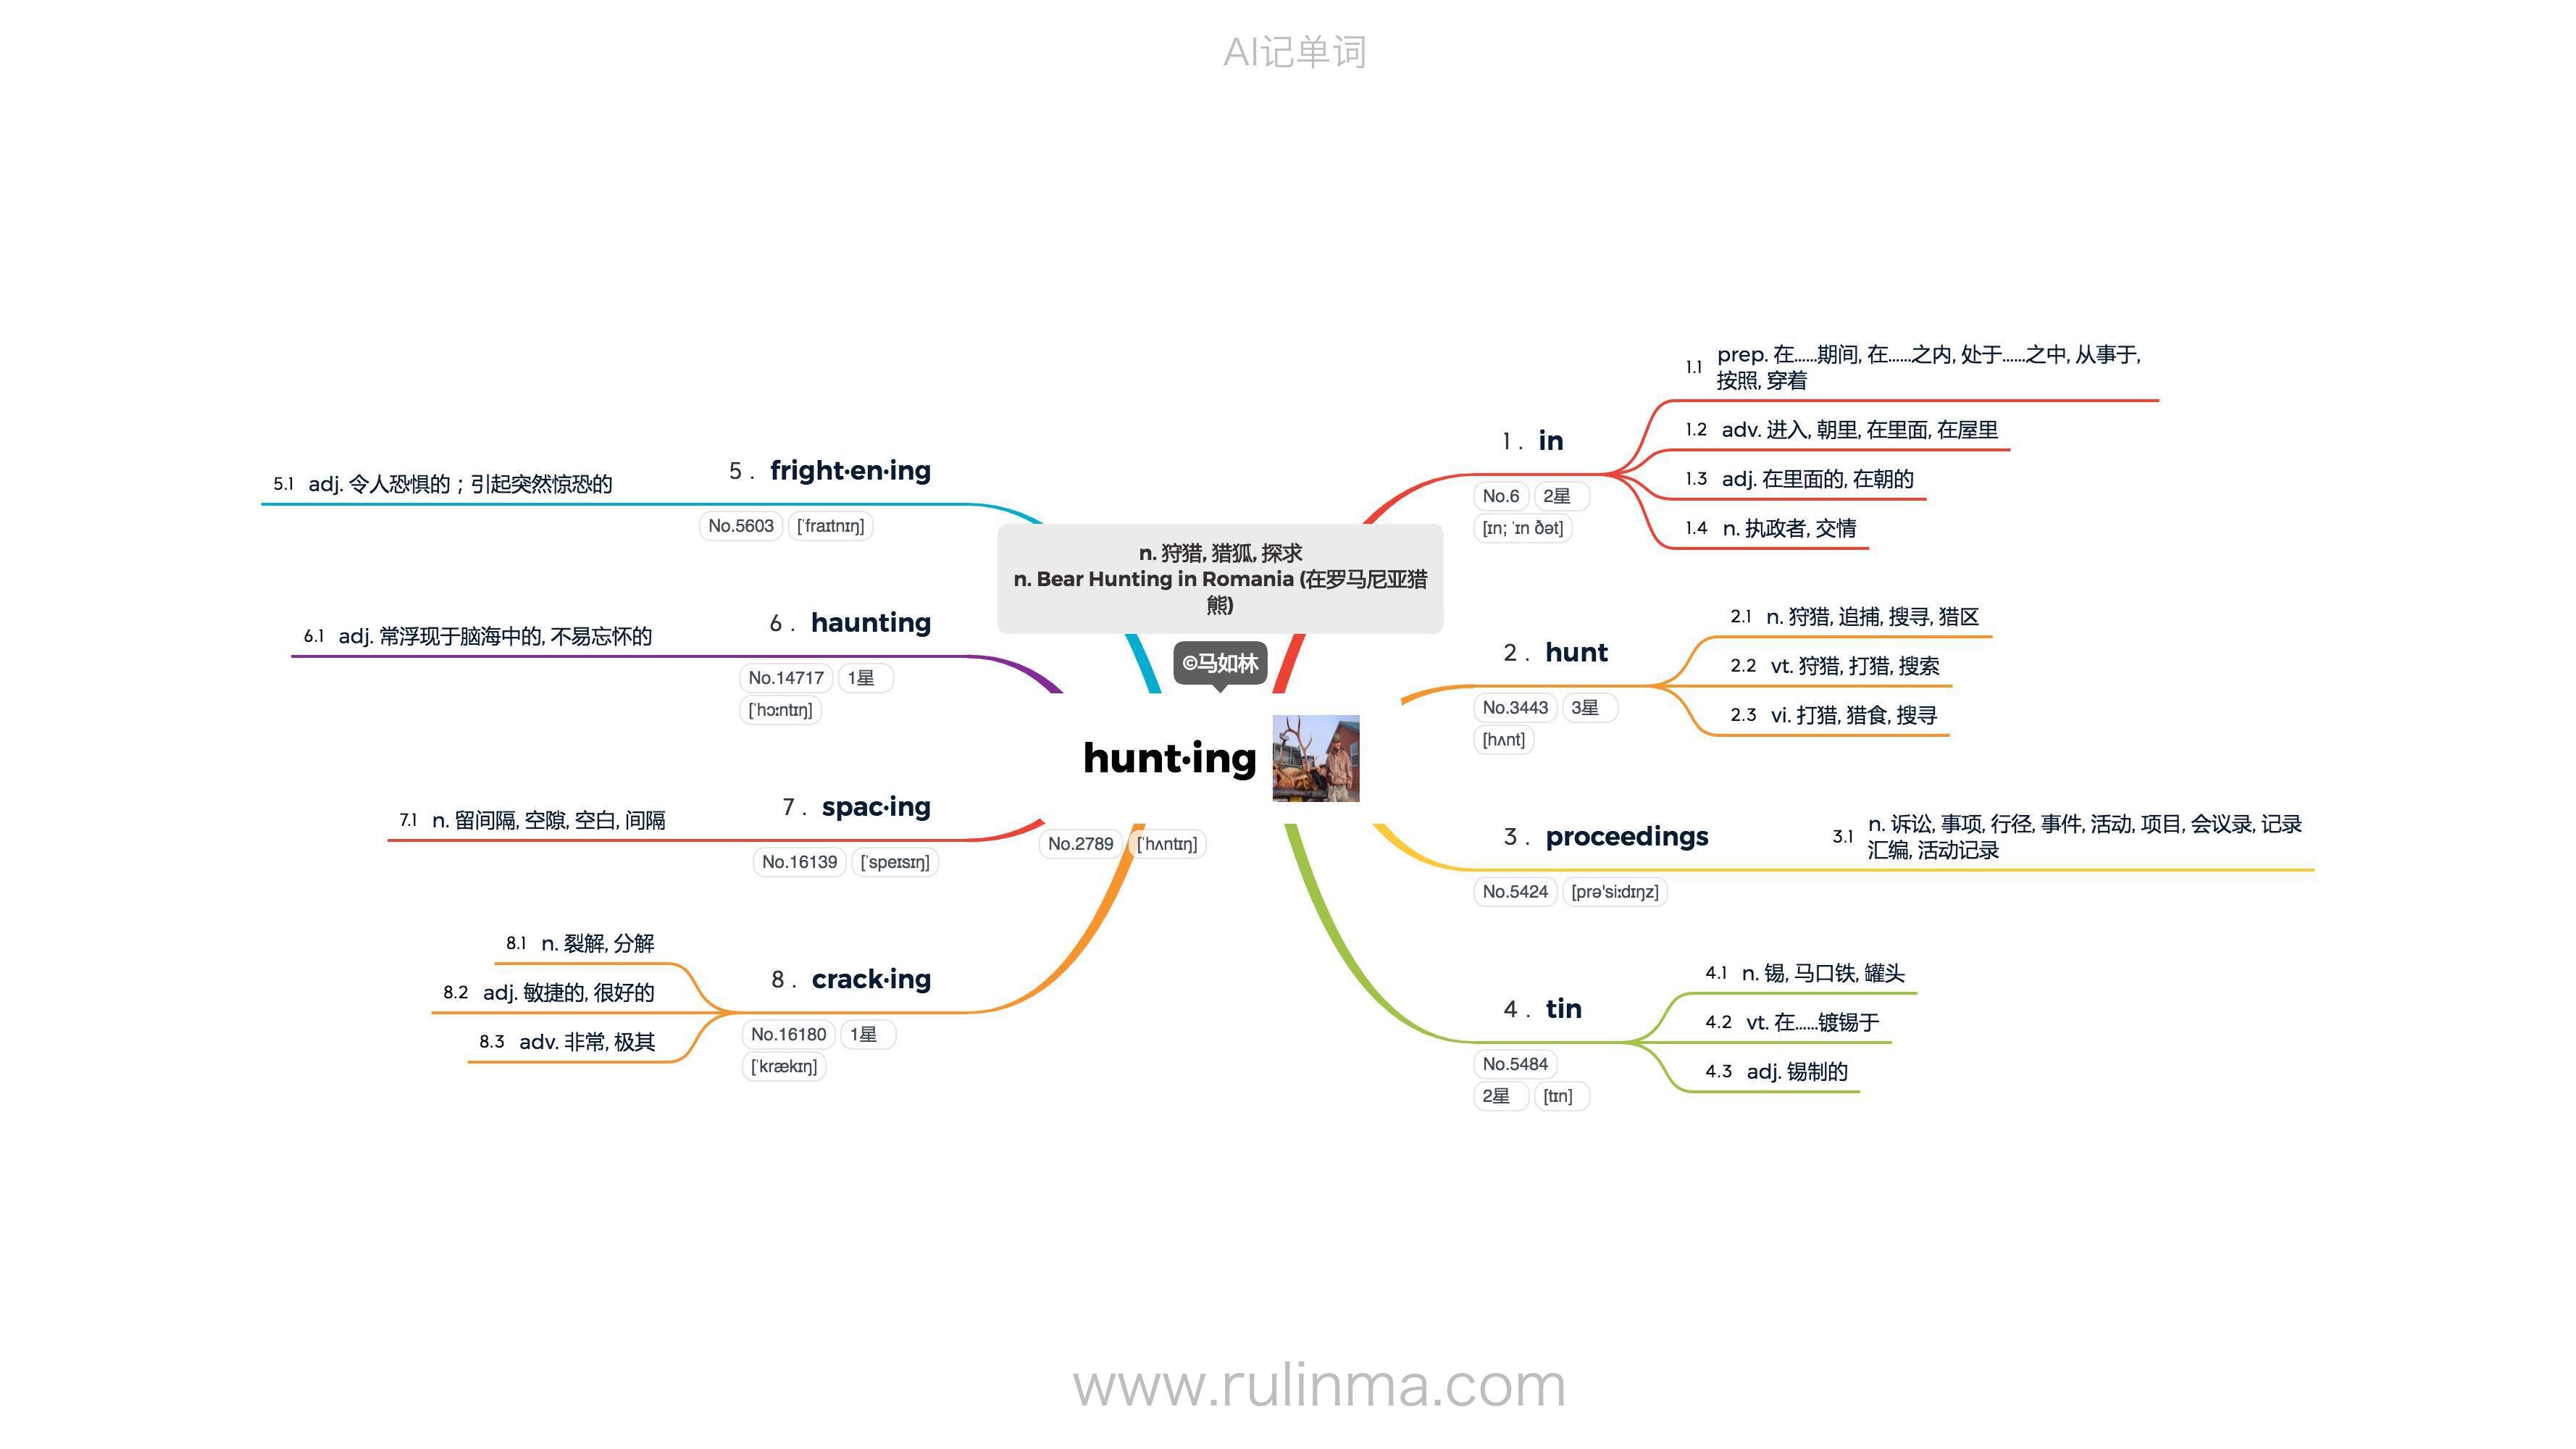 AI记单词
n. 狩猎, 猎狐, 探求
n. Bear Hunting in Romania (在罗马尼亚猎
熊)
©马如林
hunt·ing
No.2789 [ˈhʌntɪŋ]
1. in
No.6 2星
[ɪn; ˈɪn ðət]
1.1 prep. 在……期间, 在……之内, 处于……之中, 从事于,
按照, 穿着
1.2 adv. 进入, 朝里, 在里面, 在屋里
1.3 adj. 在里面的, 在朝的
1.4 n. 执政者, 交情
2. hunt
No.3443 3星
[hʌnt]
2.1 n. 狩猎, 追捕, 搜寻, 猎区
2.2 vt. 狩猎, 打猎, 搜索
2.3 vi. 打猎, 猎食, 搜寻
3. proceedings
No.5424 [prə'si:dɪŋz]
3.1 n. 诉讼, 事项, 行径, 事件, 活动, 项目, 会议录, 记录
汇编, 活动记录
4. tin
No.5484
2星 [tɪn]
4.1 n. 锡, 马口铁, 罐头
4.2 vt. 在……镀锡于
4.3 adj. 锡制的
5. fright·en·ing
No.5603 [ˈfraɪtnɪŋ]
5.1 adj. 令人恐惧的；引起突然惊恐的
6. haunting
No.14717 1星
[ˈhɔːntɪŋ]
6.1 adj. 常浮现于脑海中的, 不易忘怀的
7. spac·ing
No.16139 [ˈspeɪsɪŋ]
7.1 n. 留间隔, 空隙, 空白, 间隔
8. crack·ing
No.16180 1星
[ˈkrækɪŋ]
8.1 n. 裂解, 分解
8.2 adj. 敏捷的, 很好的
8.3 adv. 非常, 极其
www.rulinma.com